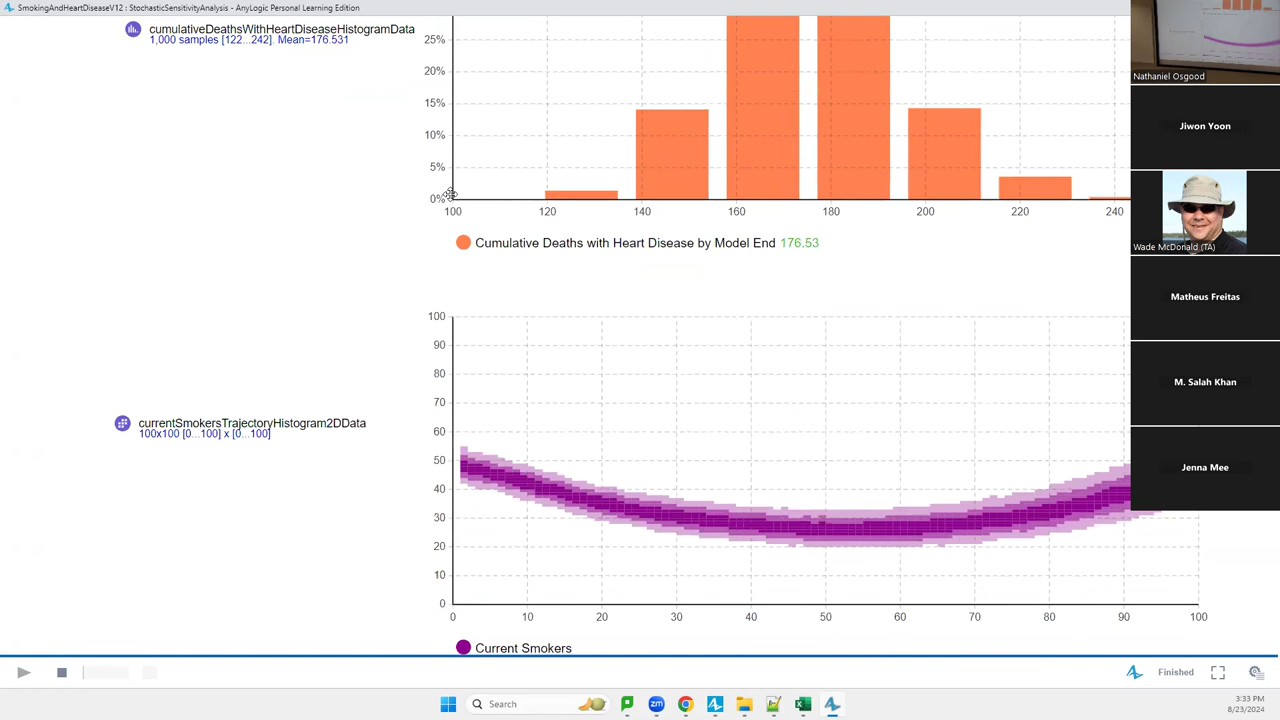 SmokingAndHeartDiseaseV12 : StochasticSensitivityAnalysis - AnyLogic Personal Learning Edition
cumulativeDeathsWithHeartDiseaseHistogramData
1,000 samples [122...242]. Mean=176.531
25%
20%
15%
10%
5%
0%
100 120 140 160 180 200 220 240
Cumulative Deaths with Heart Disease by Model End 176.53
currentSmokersTrajectoryHistogram2DData
100x100 [0...100] x [0...100]
100
90
80
70
60
50
40
30
20
10
0
0 10 20 30 40 50 60 70 80 90 100
Current Smokers
Nathaniel Osgood
Jiwon Yoon
Wade McDonald (TA)
Matheus Freitas
M. Salah Khan
Jenna Mee
Finished
Search
zm
3:33 PM
8/23/2024